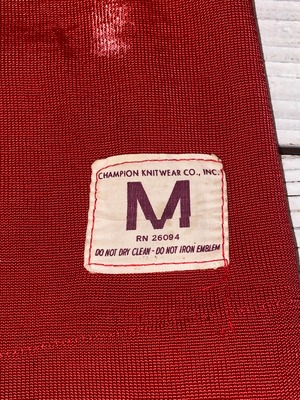 CHAMPION KNITWEAR CO., INC.
M
RN 26094
DO NOT DRY CLEAN - DO NOT IRON EMBLEM